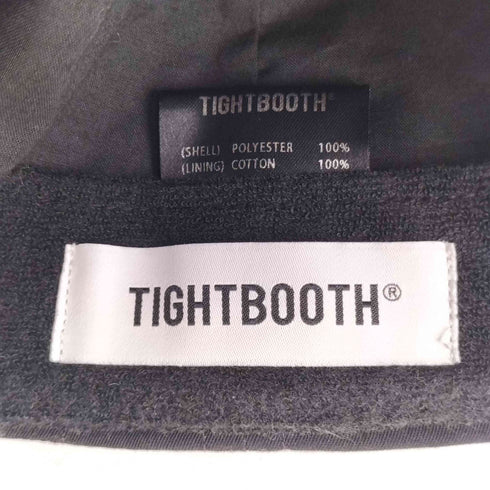 TIGHTBOOTH®
(SHELL) POLYESTER 100%
(LINING) COTTON 100%
TIGHTBOOTH®